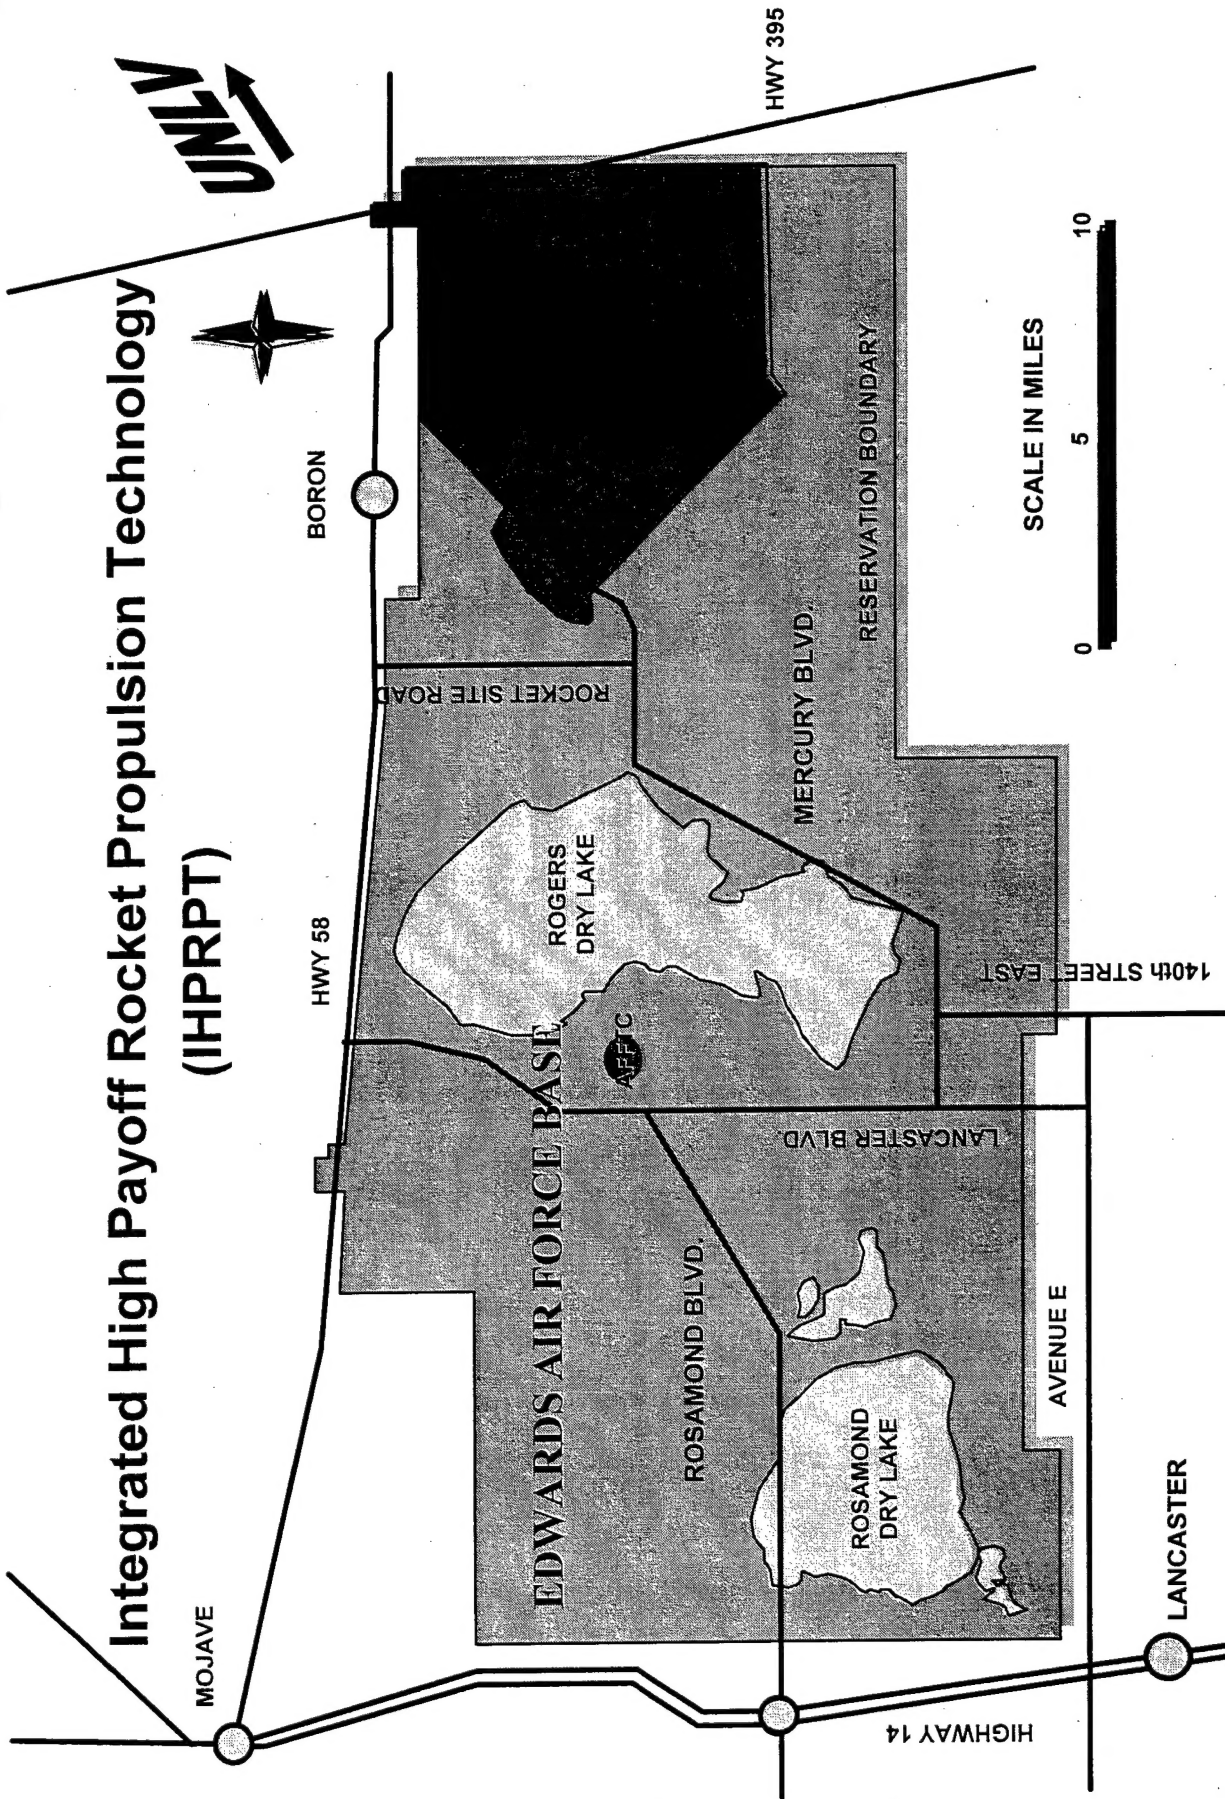 Integrated High Payoff Rocket Propulsion Technology
(IHPRPT)
UNLV
MOJAVE
HWY 58
BORON
HWY 395
EDWARDS AIR FORCE BASE
ROGERS
DRY LAKE
AFFTC
ROCKET SITE ROAD
ROSAMOND BLVD.
MERCURY BLVD.
LANCASTER BLVD
RESERVATION BOUNDARY
ROSAMOND
DRY LAKE
HIGHWAY 14
140th STREET EAST
AVENUE E
SCALE IN MILES
0
5
10
LANCASTER